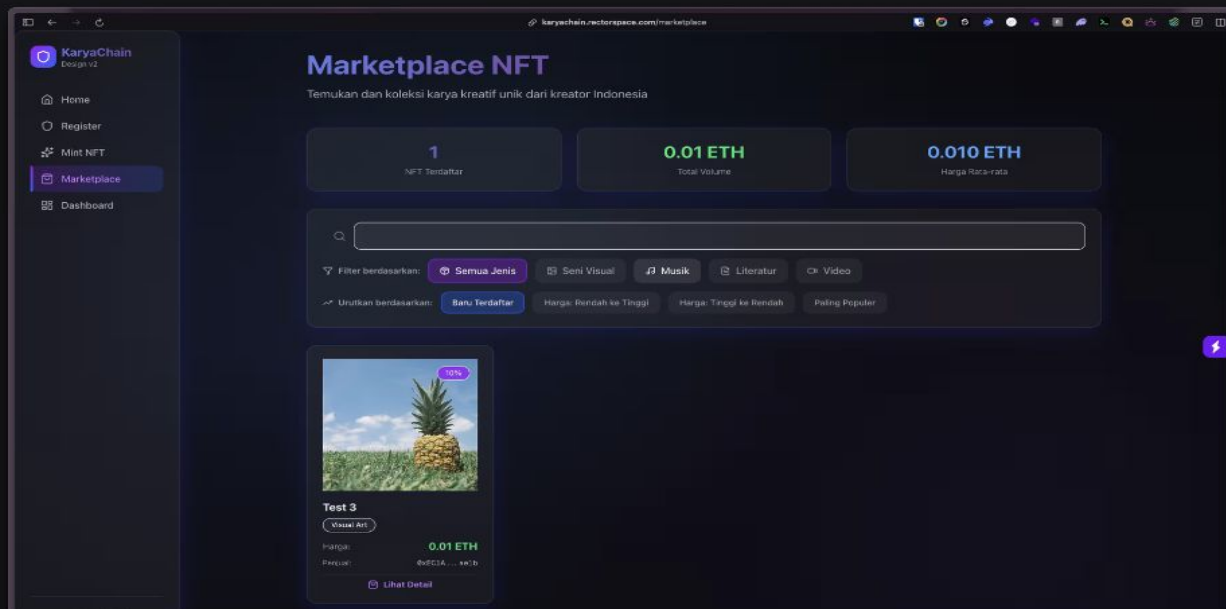 karyachain.rectorspace.com/marketplace
KaryaChain
Design v2
Home
Register
Mint NFT
Marketplace
Dashboard
Marketplace NFT
Temukan dan koleksi karya kreatif unik dari kreator Indonesia
1
NFT Terdaftar
0.01 ETH
Total Volume
0.010 ETH
Harga Rata-rata
Filter berdasarkan: Semua Jenis Seni Visual Musik Literatur Video
Urutkan berdasarkan: Baru Terdaftar Harga: Rendah ke Tinggi Harga: Tinggi ke Rendah Paling Populer
10%
Test 3
Visual Art
Harga: 0.01 ETH
Penjual:
Lihat Detail